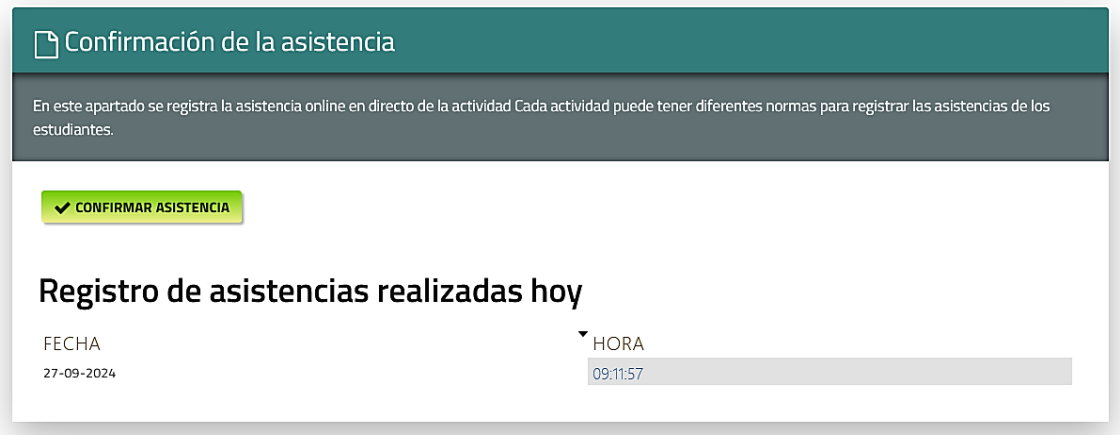 Confirmación de la asistencia
En este apartado se registra la asistencia online en directo de la actividad Cada actividad puede tener diferentes normas para registrar las asistencias de los
estudiantes.
CONFIRMAR ASISTENCIA
Registro de asistencias realizadas hoy
FECHA HORA
27-09-2024 09:11:57